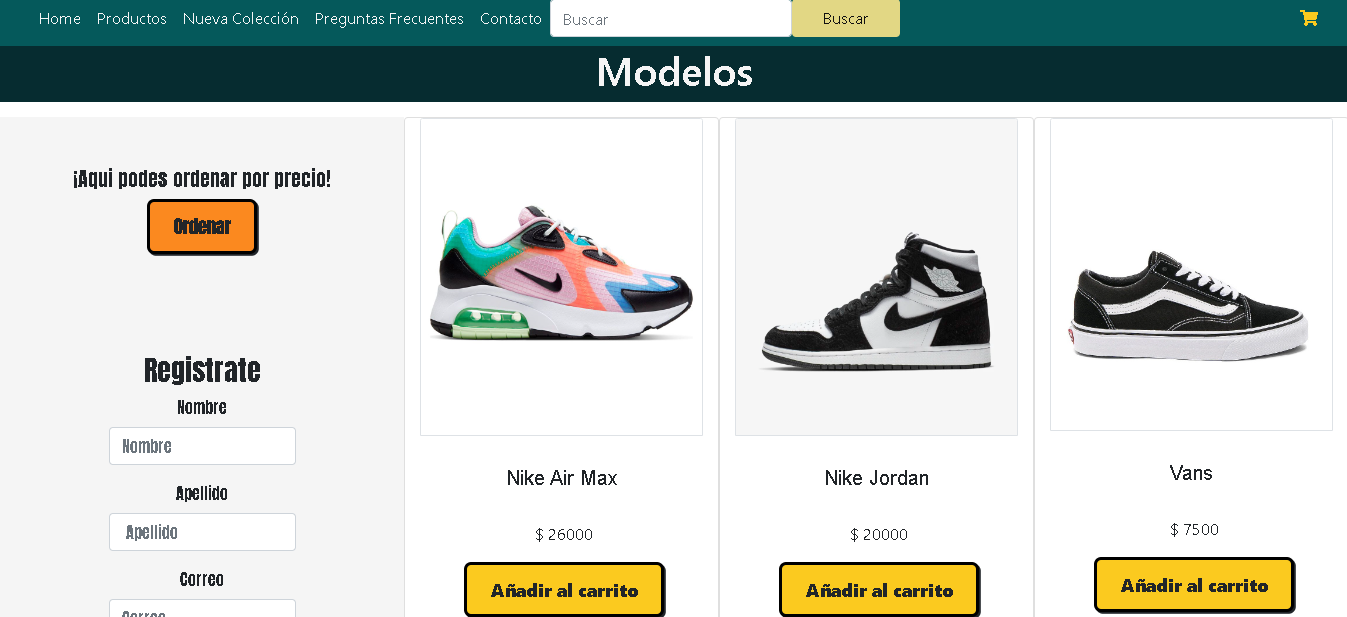 Home Productos Nueva Colección Preguntas Frecuentes Contacto Buscar Buscar
Modelos
¡Aqui podes ordenar por precio!
Ordenar
Registrate
Nombre
Nombre
Apellido
Apellido
Correo
Correo
Nike Air Max
$ 26000
Añadir al carrito
Nike Jordan
$ 20000
Añadir al carrito
Vans
$ 7500
Añadir al carrito